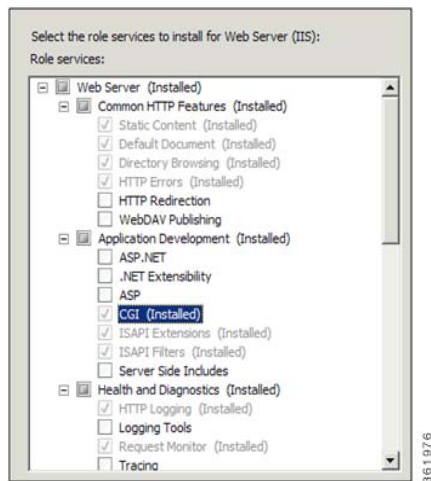 Select the role services to install for Web Server (IIS):
Role services:
Web Server (Installed)
Common HTTP Features (Installed)
Static Content (Installed)
Default Document (Installed)
Directory Browsing (Installed)
HTTP Errors (Installed)
HTTP Redirection
WebDAV Publishing
Application Development (Installed)
ASP.NET
.NET Extensibility
ASP
CGI (Installed)
ISAPI Extensions (Installed)
ISAPI Filters (Installed)
Server Side Includes
Health and Diagnostics (Installed)
HTTP Logging (Installed)
Logging Tools
Request Monitor (Installed)
Tracing
361976